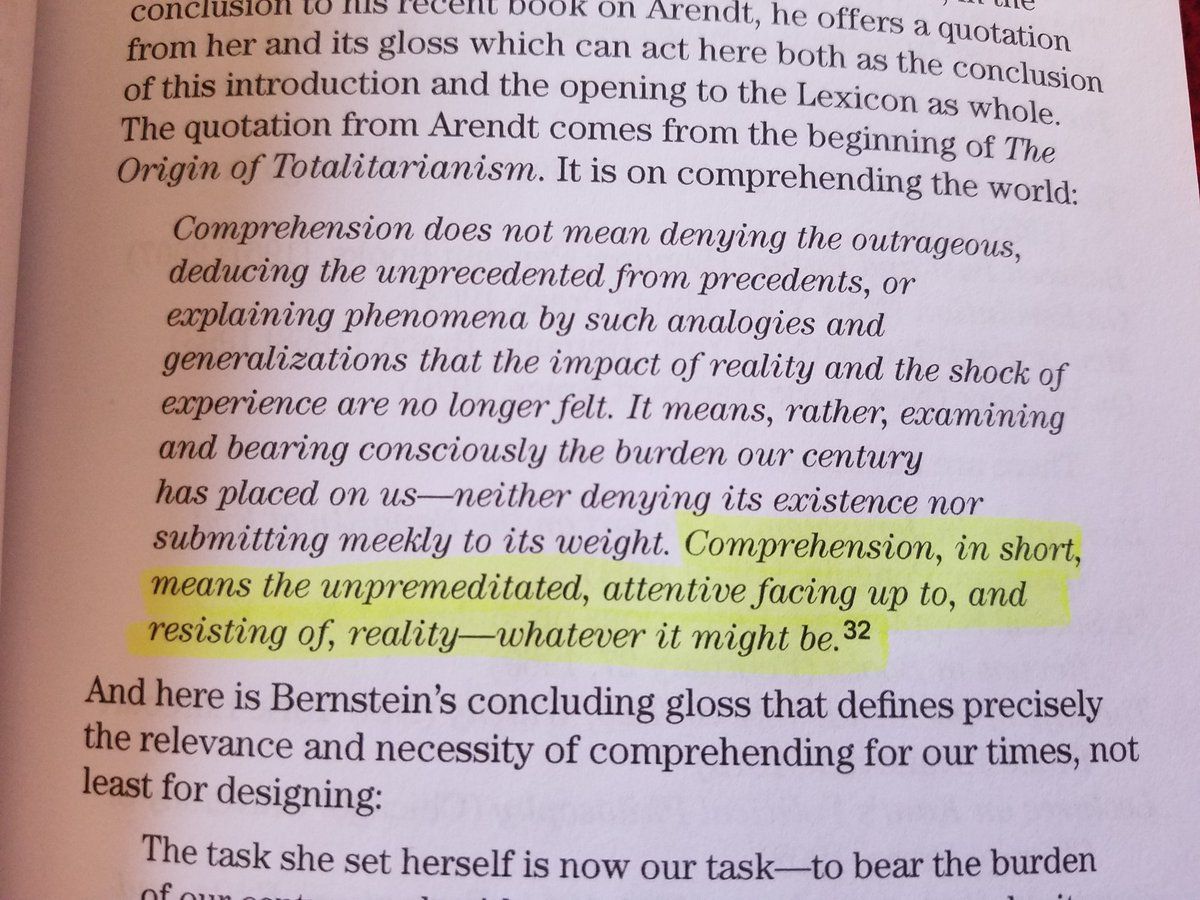 conclusion to his recent book on Arendt, he offers a quotation
from her and its gloss which can act here both as the conclusion
of this introduction and the opening to the Lexicon as whole.
The quotation from Arendt comes from the beginning of The
Origin of Totalitarianism. It is on comprehending the world:
Comprehension does not mean denying the outrageous,
deducing the unprecedented from precedents, or
explaining phenomena by such analogies and
generalizations that the impact of reality and the shock of
experience are no longer felt. It means, rather, examining
and bearing consciously the burden our century
has placed on us—neither denying its existence nor
submitting meekly to its weight. Comprehension, in short,
means the unpremeditated, attentive facing up to, and
resisting of, reality—whatever it might be.32
And here is Bernstein's concluding gloss that defines precisely
the relevance and necessity of comprehending for our times, not
least for designing:
The task she set herself is now our task—to bear the burden
of our